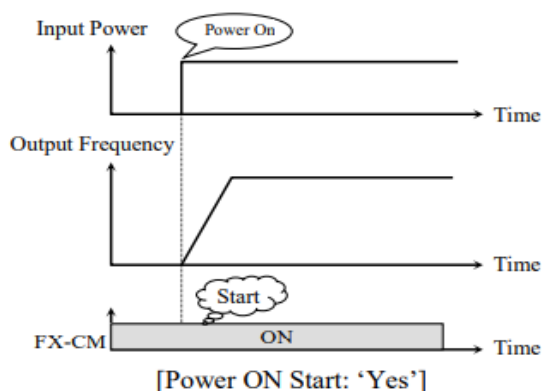 Input Power
Power On
Time
Output Frequency
Time
Start
FX-CM
ON
Time
[Power ON Start: ‘Yes’]